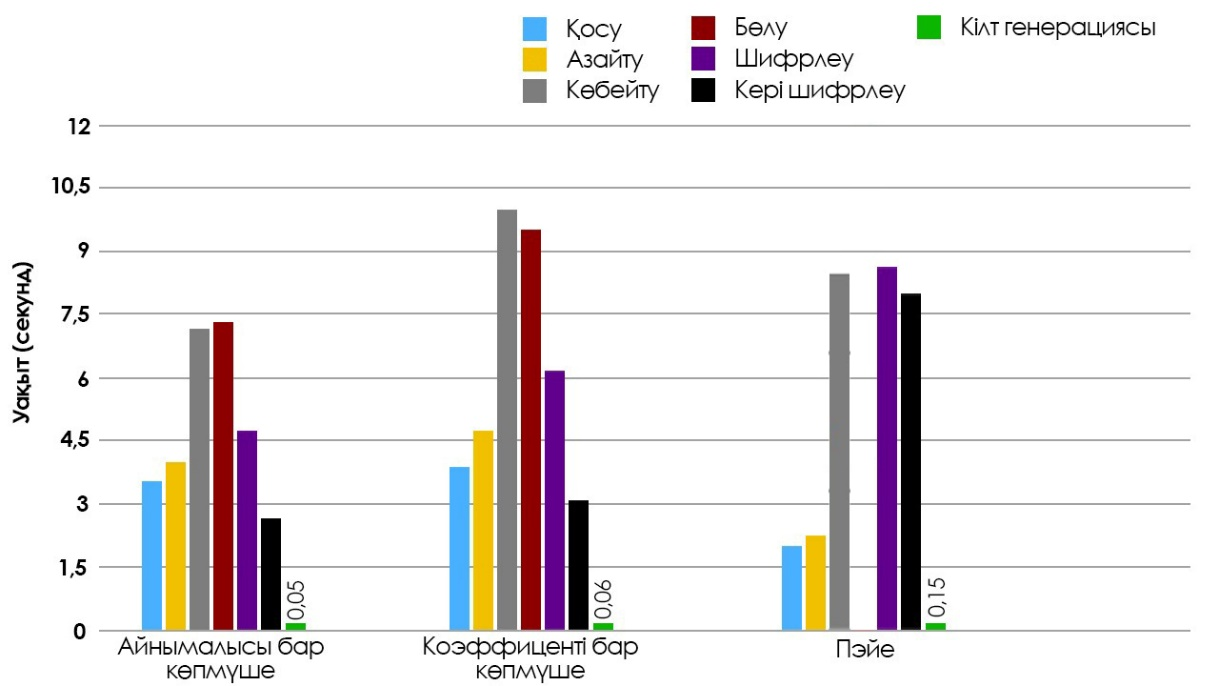 Қосу
Азайту
Көбейту
Бөлу
Шифрлеу
Кері шифрлеу
Кілт генерациясы
Уақыт (секунд)
12
10,5
9
7,5
6
4,5
3
1,5
0
0,05
0,06
0,15
Айнымалысы бар
көпмүше
Коэффиценті бар
көпмүше
Пэйе